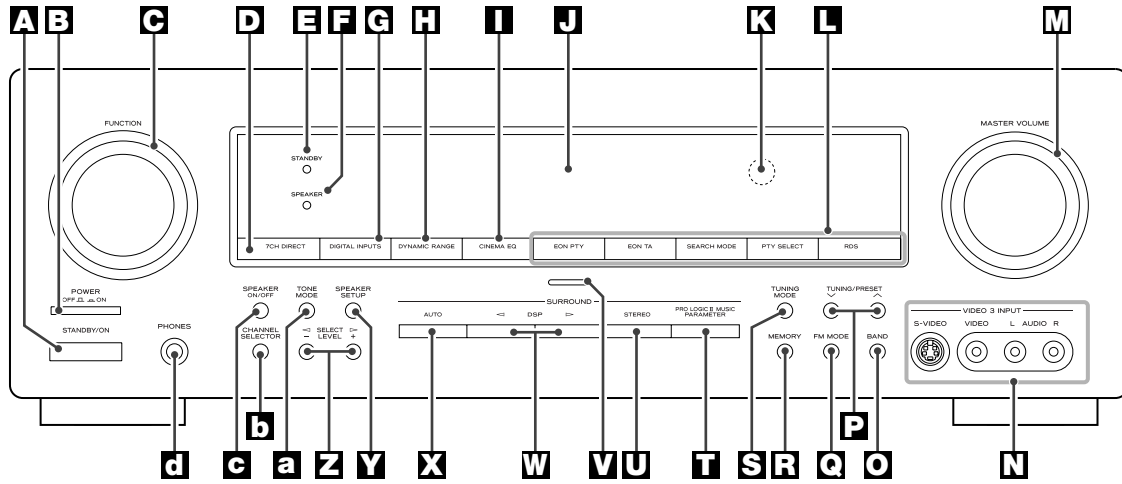 A B C D E F G H I J K L M
FUNCTION
MASTER VOLUME
STANDBY
SPEAKER
7CH DIRECT DIGITAL INPUTS DYNAMIC RANGE CINEMA EQ EON PTY EON TA SEARCH MODE PTY SELECT RDS
POWER
OFF ON
STANDBY/ON
PHONES
SPEAKER
ON/OFF
TONE
MODE
SPEAKER
SETUP
CHANNEL
SELECTOR
◅ SELECT ▻
− LEVEL +
SURROUND
AUTO ◅ DSP ▻ STEREO
PRO LOGIC II MUSIC
PARAMETER
TUNING
MODE
TUNING/PRESET
MEMORY FM MODE BAND
VIDEO 3 INPUT
S-VIDEO VIDEO L AUDIO R
d c b a Z Y X W V U T S R Q P O N